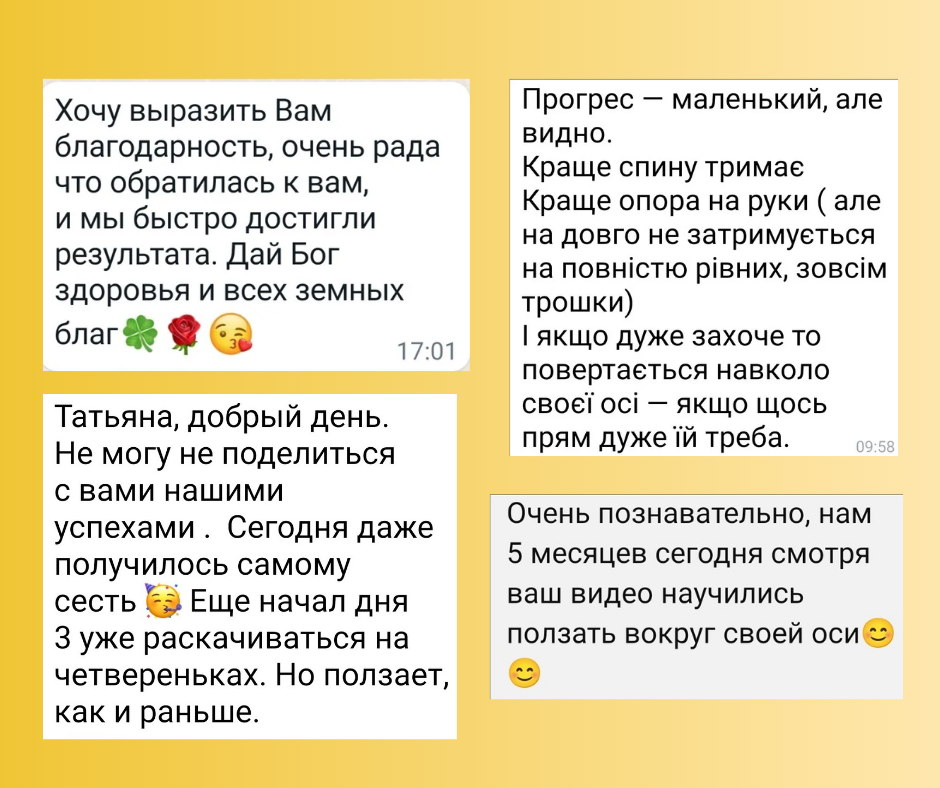 Хочу выразить Вам
благодарность, очень рада
что обратилась к вам,
и мы быстро достигли
результата. Дай Бог
здоровья и всех земных
благ🍀🌹😘
17:01
Татьяна, добрый день.
Не могу не поделиться
с вами нашими
успехами .  Сегодня даже
получилось самому
сесть🥳 Еще начал дня
3 уже раскачиваться на
четвереньках. Но ползает,
как и раньше.
Прогрес — маленький, але
видно.
Краще спину тримає
Краще опора на руки ( але
на довго не затримується
на повністю рівних, зовсім
трошки)
І якщо дуже захоче то
повертається навколо
своєї осі — якщо щось
прям дуже їй треба.
09:58
Очень познавательно, нам
5 месяцев сегодня смотря
ваш видео научились
ползать вокруг своей оси😊
😊